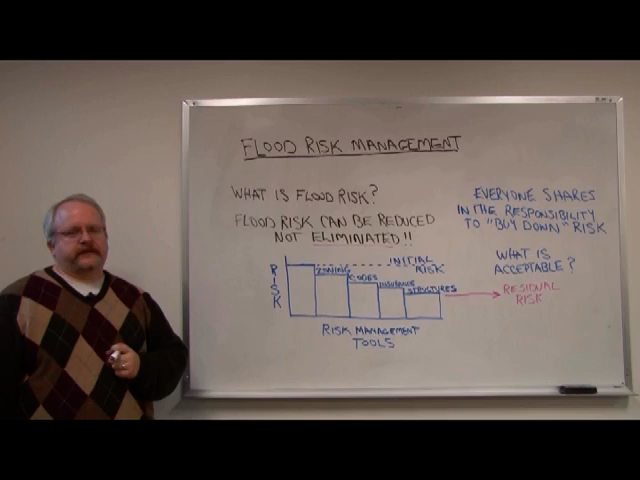 FLOOD RISK MANAGEMENT
WHAT IS FLOOD RISK?
FLOOD RISK CAN BE REDUCED
NOT ELIMINATED!!
EVERYONE SHARES
IN THE RESPONSIBILITY
TO "BUY DOWN" RISK
WHAT IS
ACCEPTABLE?
RISK
INITIAL
RISK
ZONING
CODES
INSURANCE
STRUCTURES
RESIDUAL
RISK
RISK MANAGEMENT
TOOLS